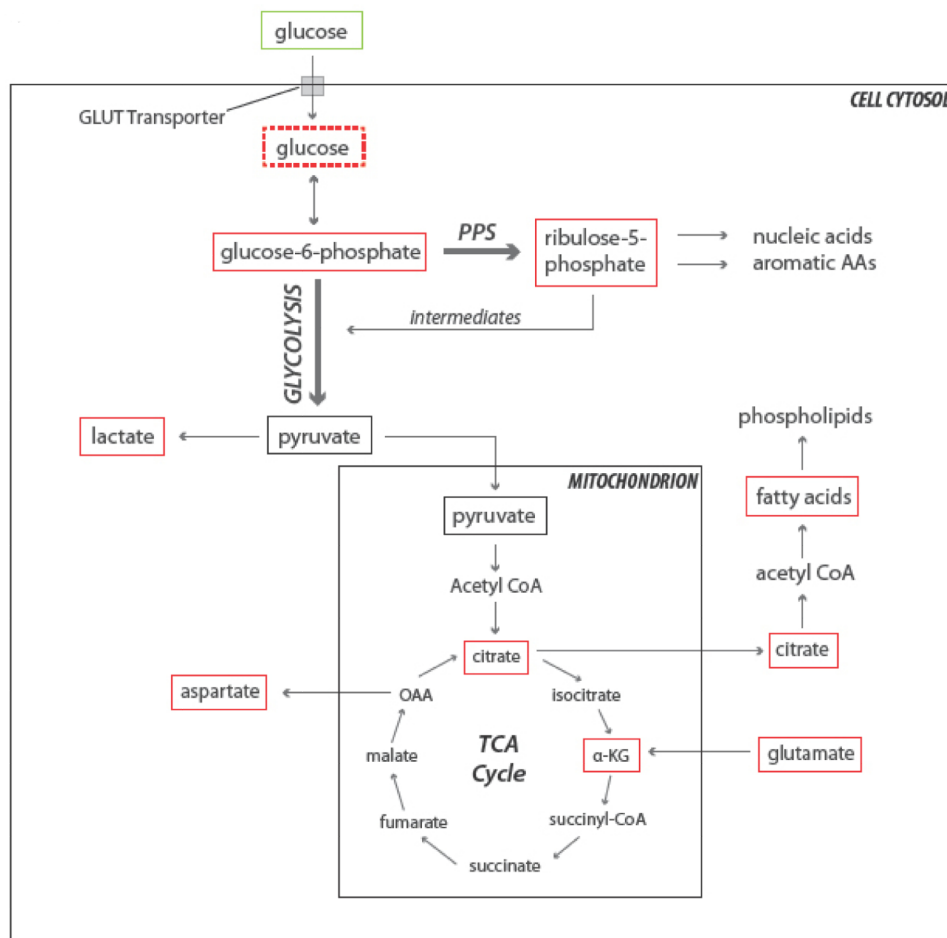 glucose
CELL CYTOSOL
GLUT Transporter
glucose
glucose-6-phosphate
PPS
ribulose-5-
phosphate
nucleic acids
aromatic AAs
intermediates
GLYCOLYSIS
lactate
pyruvate
phospholipids
MITOCHONDRION
fatty acids
pyruvate
acetyl CoA
Acetyl CoA
citrate
citrate
aspartate
OAA
isocitrate
TCA
Cycle
malate
α-KG
glutamate
fumarate
succinyl-CoA
succinate